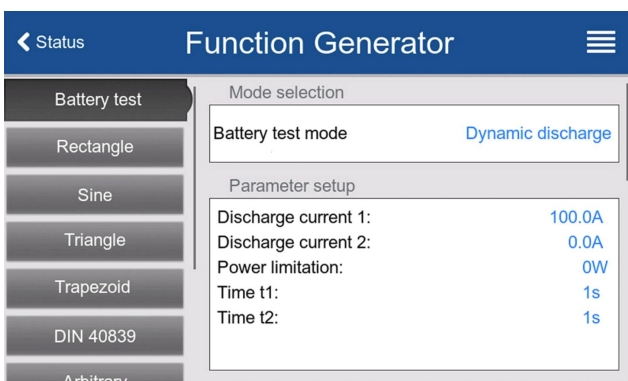 Status
Function Generator
Battery test
Rectangle
Sine
Triangle
Trapezoid
DIN 40839
Arbitrary
Mode selection
Battery test mode Dynamic discharge
Parameter setup
Discharge current 1: 100.0A
Discharge current 2: 0.0A
Power limitation: 0W
Time t1: 1s
Time t2: 1s